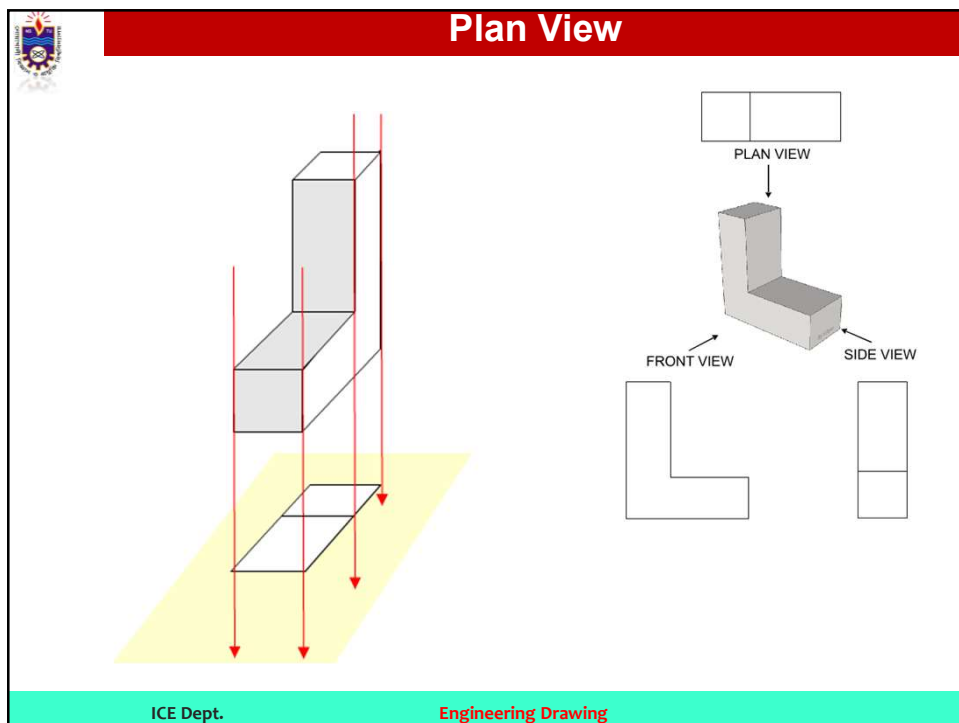 Plan View
PLAN VIEW
FRONT VIEW
SIDE VIEW
ICE Dept.
Engineering Drawing